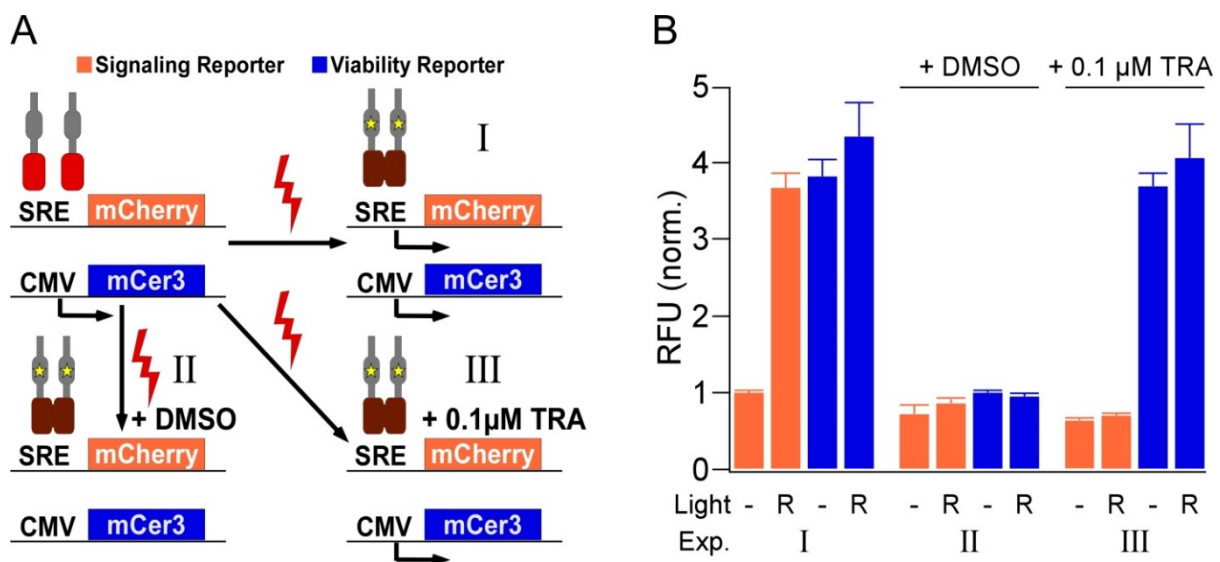 A
Signaling Reporter Viability Reporter
I
SRE mCherry
SRE mCherry
CMV mCer3
CMV mCer3
II
III
+ DMSO
+ 0.1µM TRA
SRE mCherry
SRE mCherry
CMV mCer3
CMV mCer3
B
+ DMSO + 0.1 µM TRA
RFU (norm.)
5
4
3
2
1
0
Light - R - R - R - R - R - R
Exp. I II III